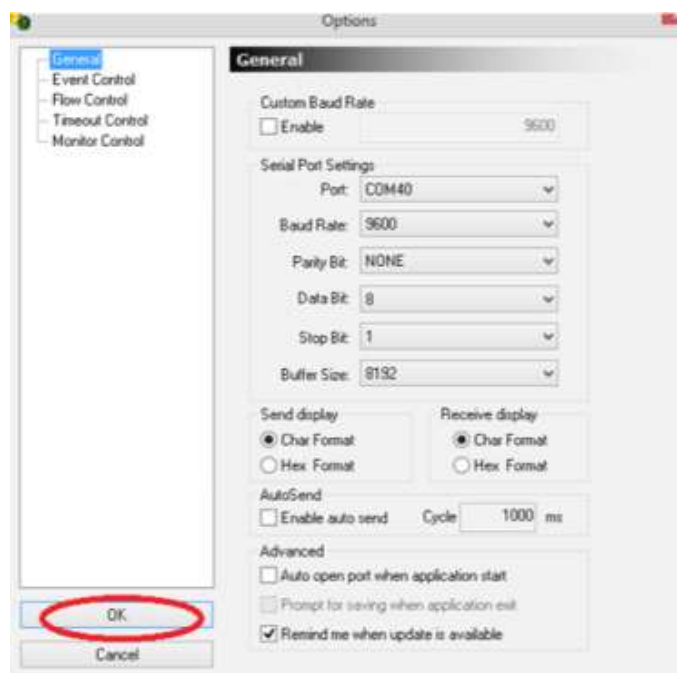 Options
General
Event Control
Flow Control
Timeout Control
Monitor Control
General
Custom Baud Rate
Enable 9600
Serial Port Settings
Port: COM40
Baud Rate: 9600
Parity Bit: NONE
Data Bit: 8
Stop Bit: 1
Buffer Size: 8192
Send display Receive display
Char Format Char Format
Hex Format Hex Format
AutoSend
Enable auto send Cycle 1000 ms
Advanced
Auto open port when application start
Prompt for saving when application exit
Remind me when update is available
OK
Cancel